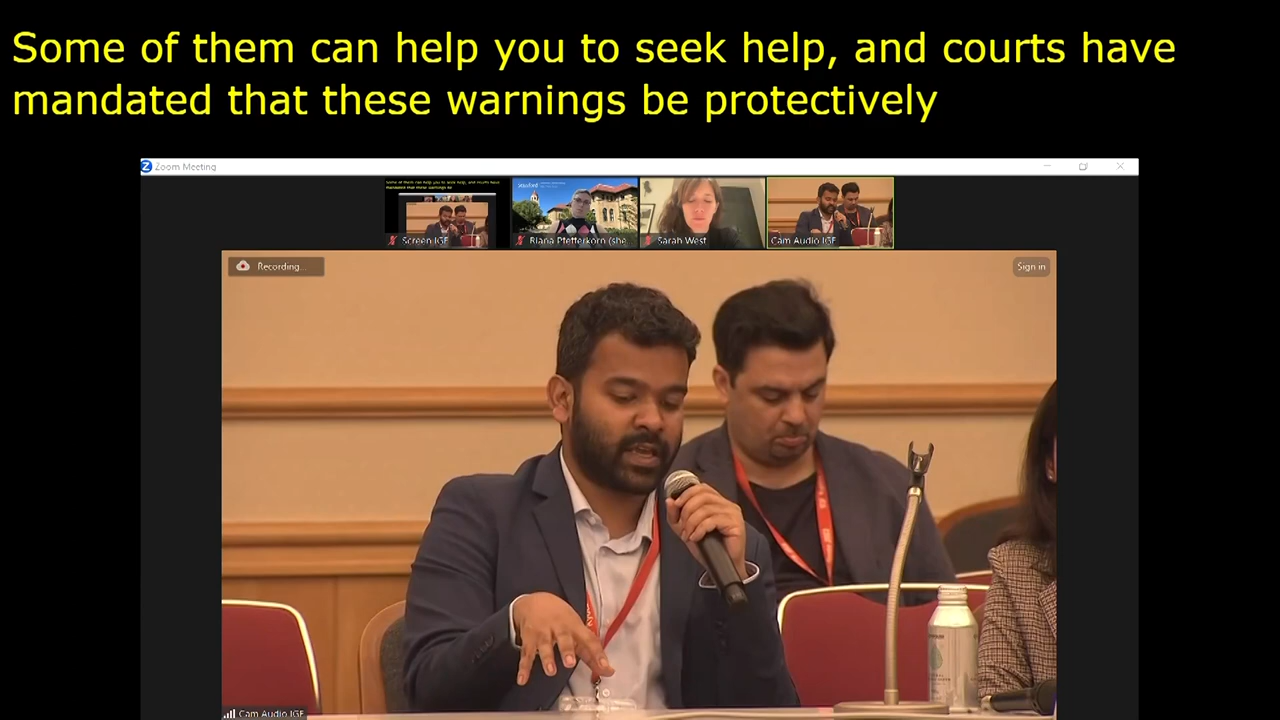 Some of them can help you to seek help, and courts have
mandated that these warnings be protectively
Zoom Meeting
Screen IGF
Riana Pfefferkorn (she
Sarah West
Cam Audio IGF
Recording...
Sign in
Cam Audio IGF